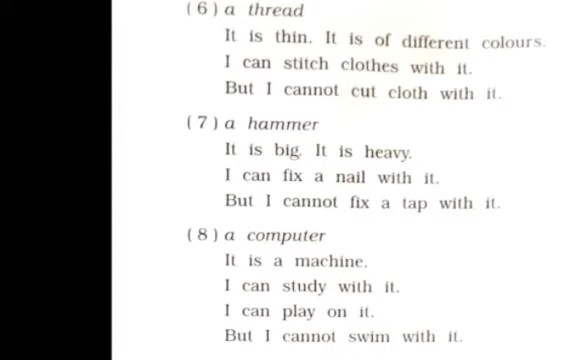 ( 6 ) a thread
It is thin. It is of different colours.
I can stitch clothes with it.
But I cannot cut cloth with it.
( 7 ) a hammer
It is big. It is heavy.
I can fix a nail with it.
But I cannot fix a tap with it.
( 8 ) a computer
It is a machine.
I can study with it.
I can play on it.
But I cannot swim with it.